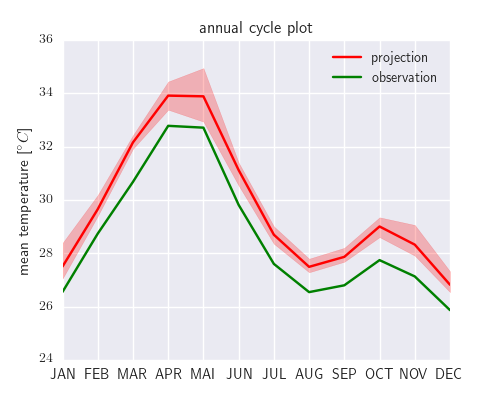 annual cycle plot
projection
observation
mean temperature [°C]
36
34
32
30
28
26
24
JAN FEB MAR APR MAI JUN JUL AUG SEP OCT NOV DEC